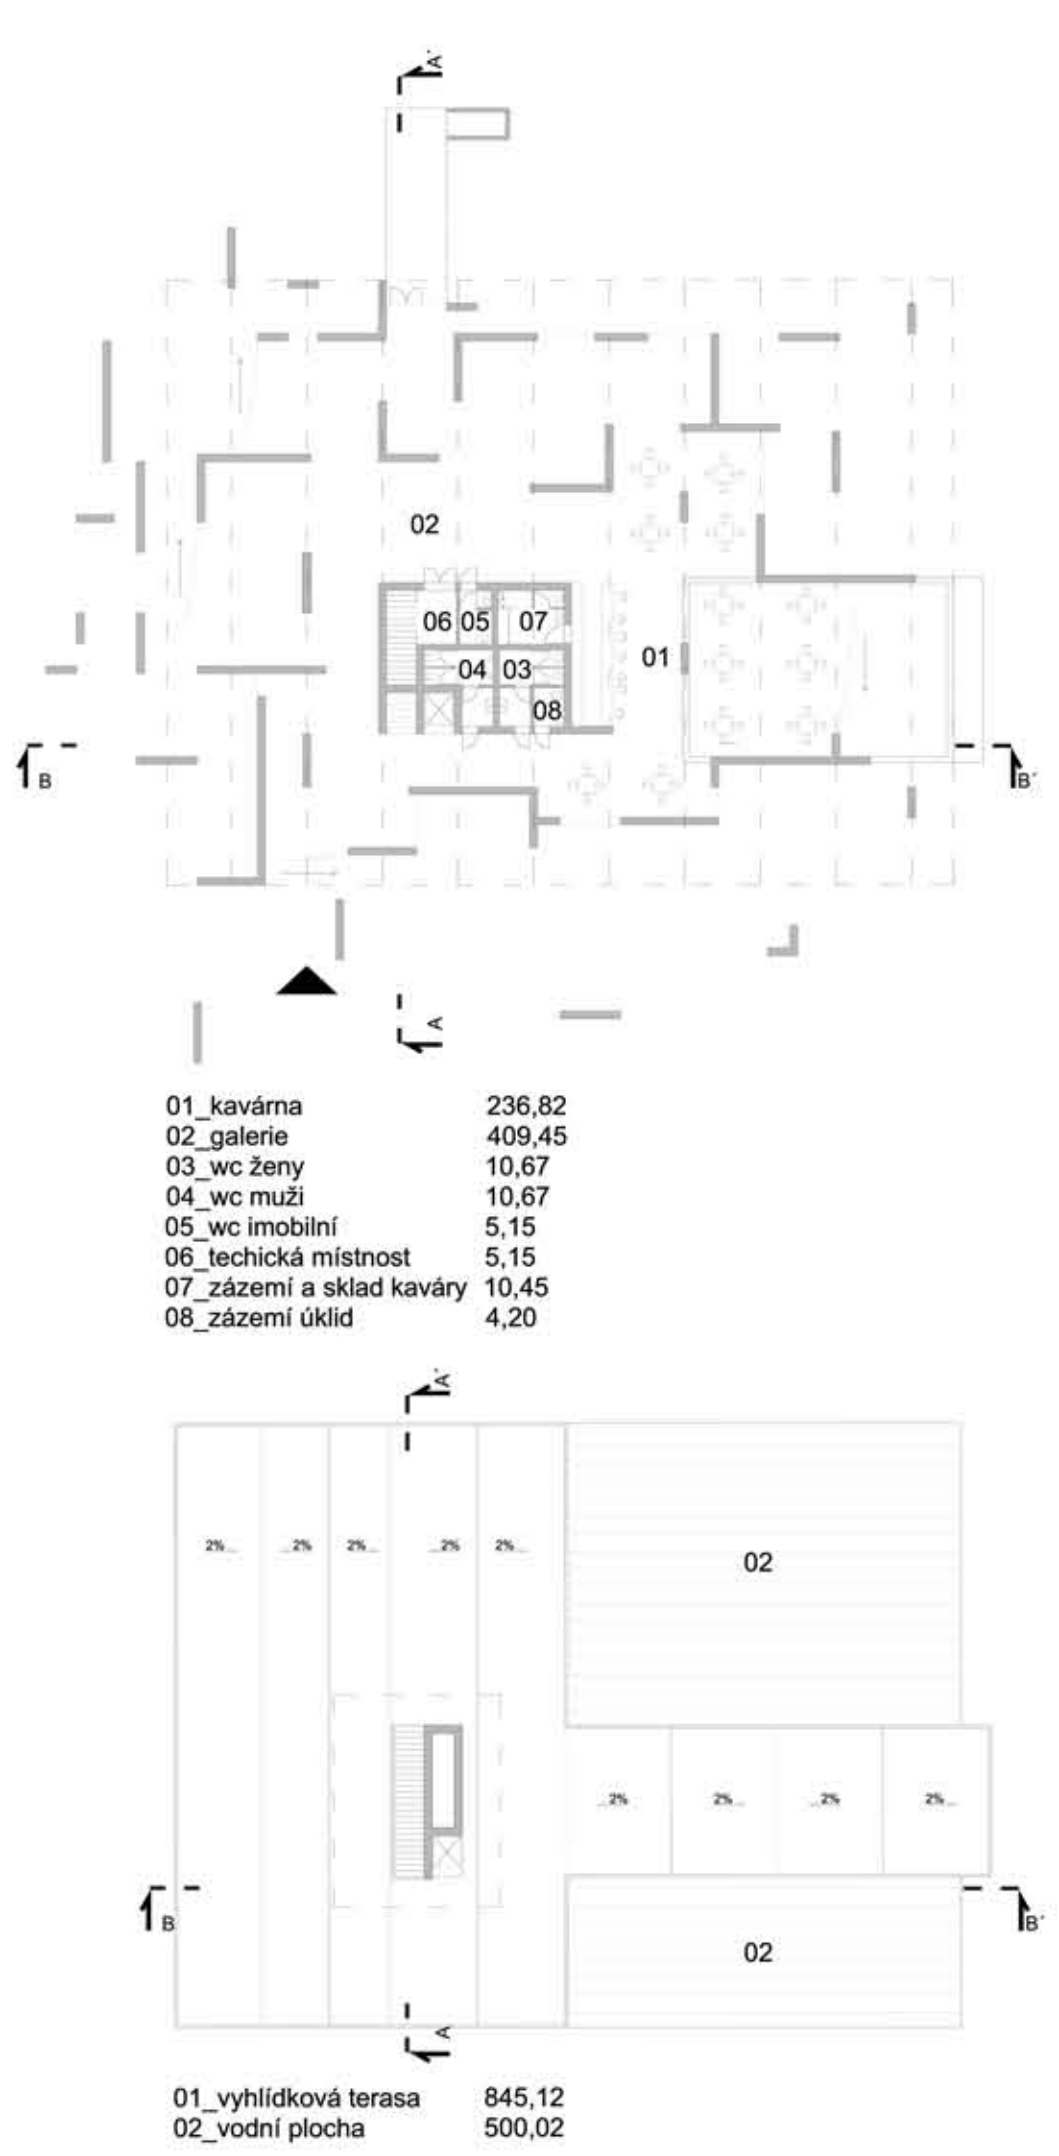 A´
02
06 05 07
01
04 03
08
B
B´
A
01_kavárna 236,82
02_galerie 409,45
03_wc ženy 10,67
04_wc muži 10,67
05_wc imobilní 5,15
06_techická místnost 5,15
07_zázemí a sklad kaváry 10,45
08_zázemí úklid 4,20
A´
2% 2% 2% 2% 2%
02
2% 2% 2% 2%
B
B´
02
A
01_vyhlídková terasa 845,12
02_vodní plocha 500,02